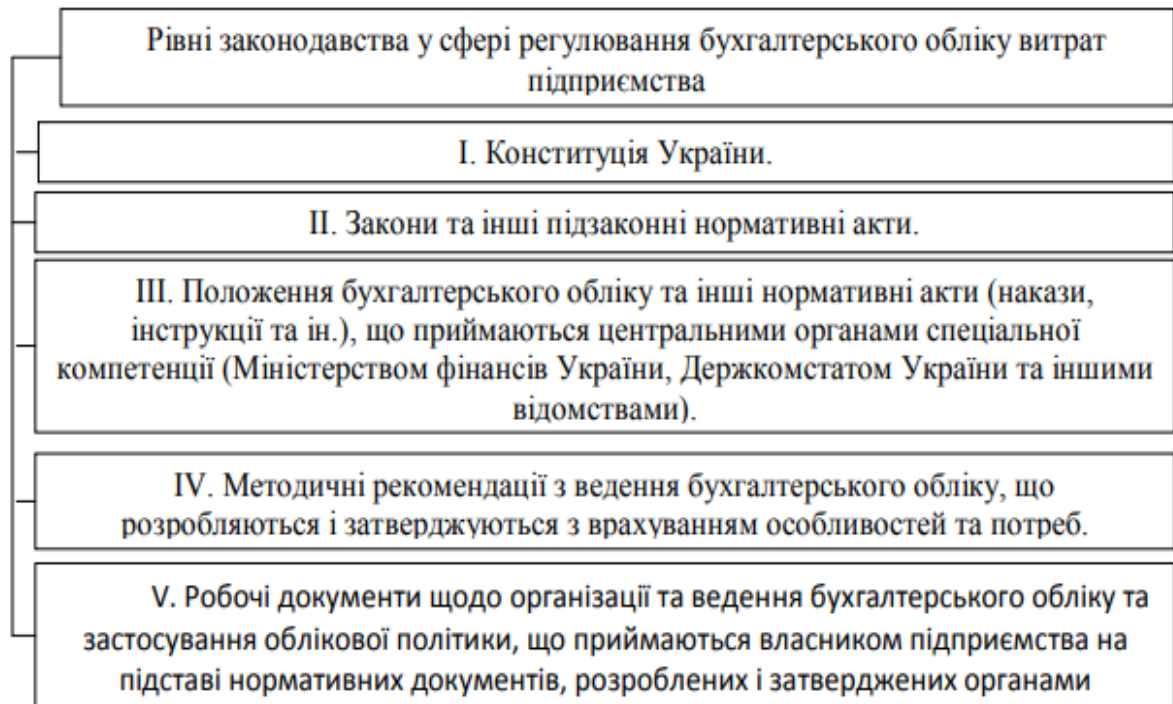 Рівні законодавства у сфері регулювання бухгалтерського обліку витрат
підприємства
I. Конституція України.
II. Закони та інші підзаконні нормативні акти.
III. Положення бухгалтерського обліку та інші нормативні акти (накази,
інструкції та ін.), що приймаються центральними органами спеціальної
компетенції (Міністерством фінансів України, Держкомстатом України та іншими
відомствами).
IV. Методичні рекомендації з ведення бухгалтерського обліку, що
розробляються і затверджуються з врахуванням особливостей та потреб.
V. Робочі документи щодо організації та ведення бухгалтерського обліку та
застосування облікової політики, що приймаються власником підприємства на
підставі нормативних документів, розроблених і затверджених органами